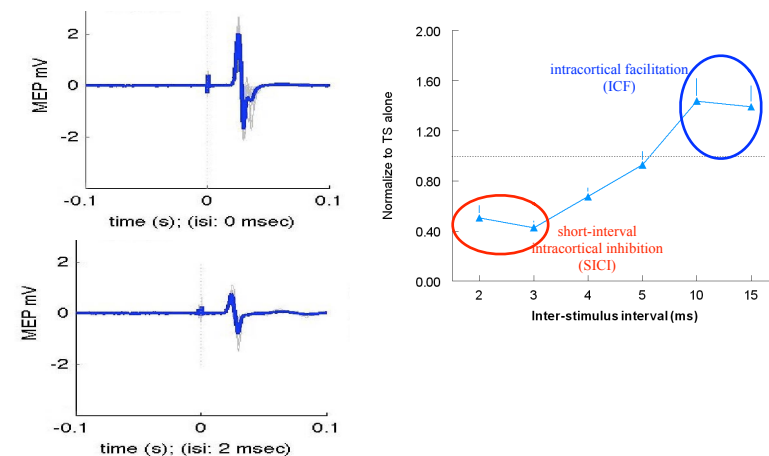 MEP mV
2
0
-2
-0.1
0
0.1
time (s); (isi: 0 msec)
MEP mV
2
0
-2
-0.1
0
0.1
time (s); (isi: 2 msec)
Normalize to TS alone
2.00
1.60
1.20
0.80
0.40
0.00
intracortical facilitation
(ICF)
short-interval
intracortical inhibition
(SICI)
2
3
4
5
10
15
Inter-stimulus interval (ms)